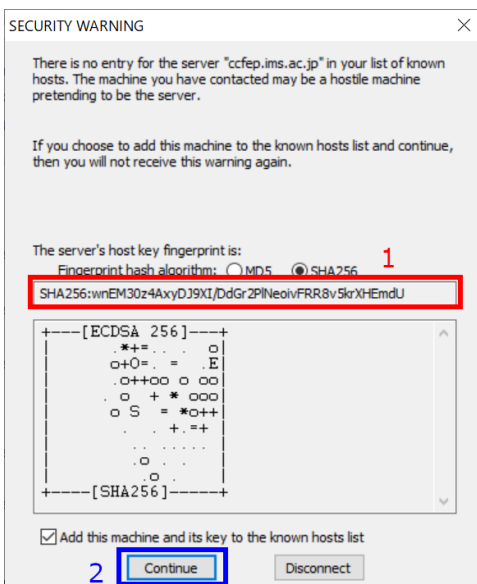 SECURITY WARNING
There is no entry for the server "ccfep.ims.ac.jp" in your list of known
hosts. The machine you have contacted may be a hostile machine
pretending to be the server.
If you choose to add this machine to the known hosts list and continue,
then you will not receive this warning again.
The server's host key fingerprint is:
1
Fingerprint hash algorithm: MD5 SHA256
SHA256:wnEM30z4AxyDJ9XI/DdGr2PlNeoivFRR8v5krXHEmdU
+---[ECDSA 256]---+
|      .*+=.. .  o|
|     o+O=. =  .E|
|      .o++oo o oo|
|    . o  + * ooo|
|     o S  = *o++|
|      .  . +.=+ |
|       .. ..... |
|       .o . .   |
|        .o .    |
+----[SHA256]-----+
Add this machine and its key to the known hosts list
2 Continue Disconnect